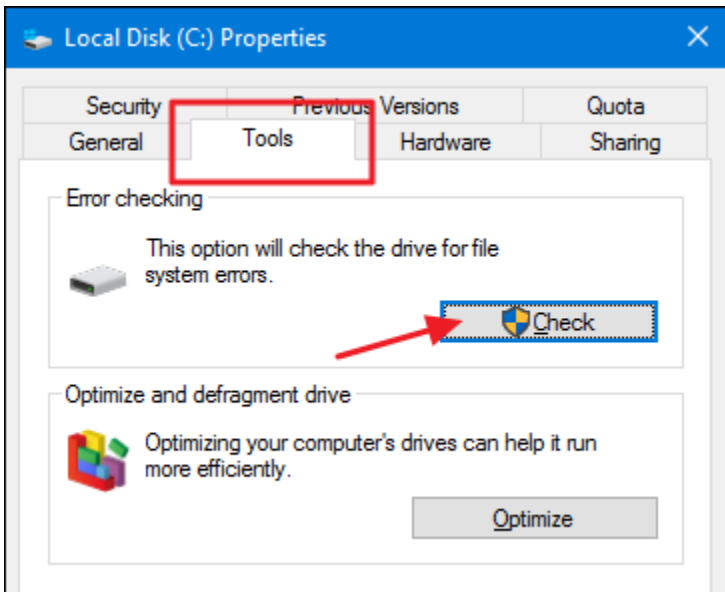 Local Disk (C:) Properties
Security Previous Versions Quota
General Tools Hardware Sharing
Error checking
This option will check the drive for file
system errors.
Check
Optimize and defragment drive
Optimizing your computer's drives can help it run
more efficiently.
Optimize